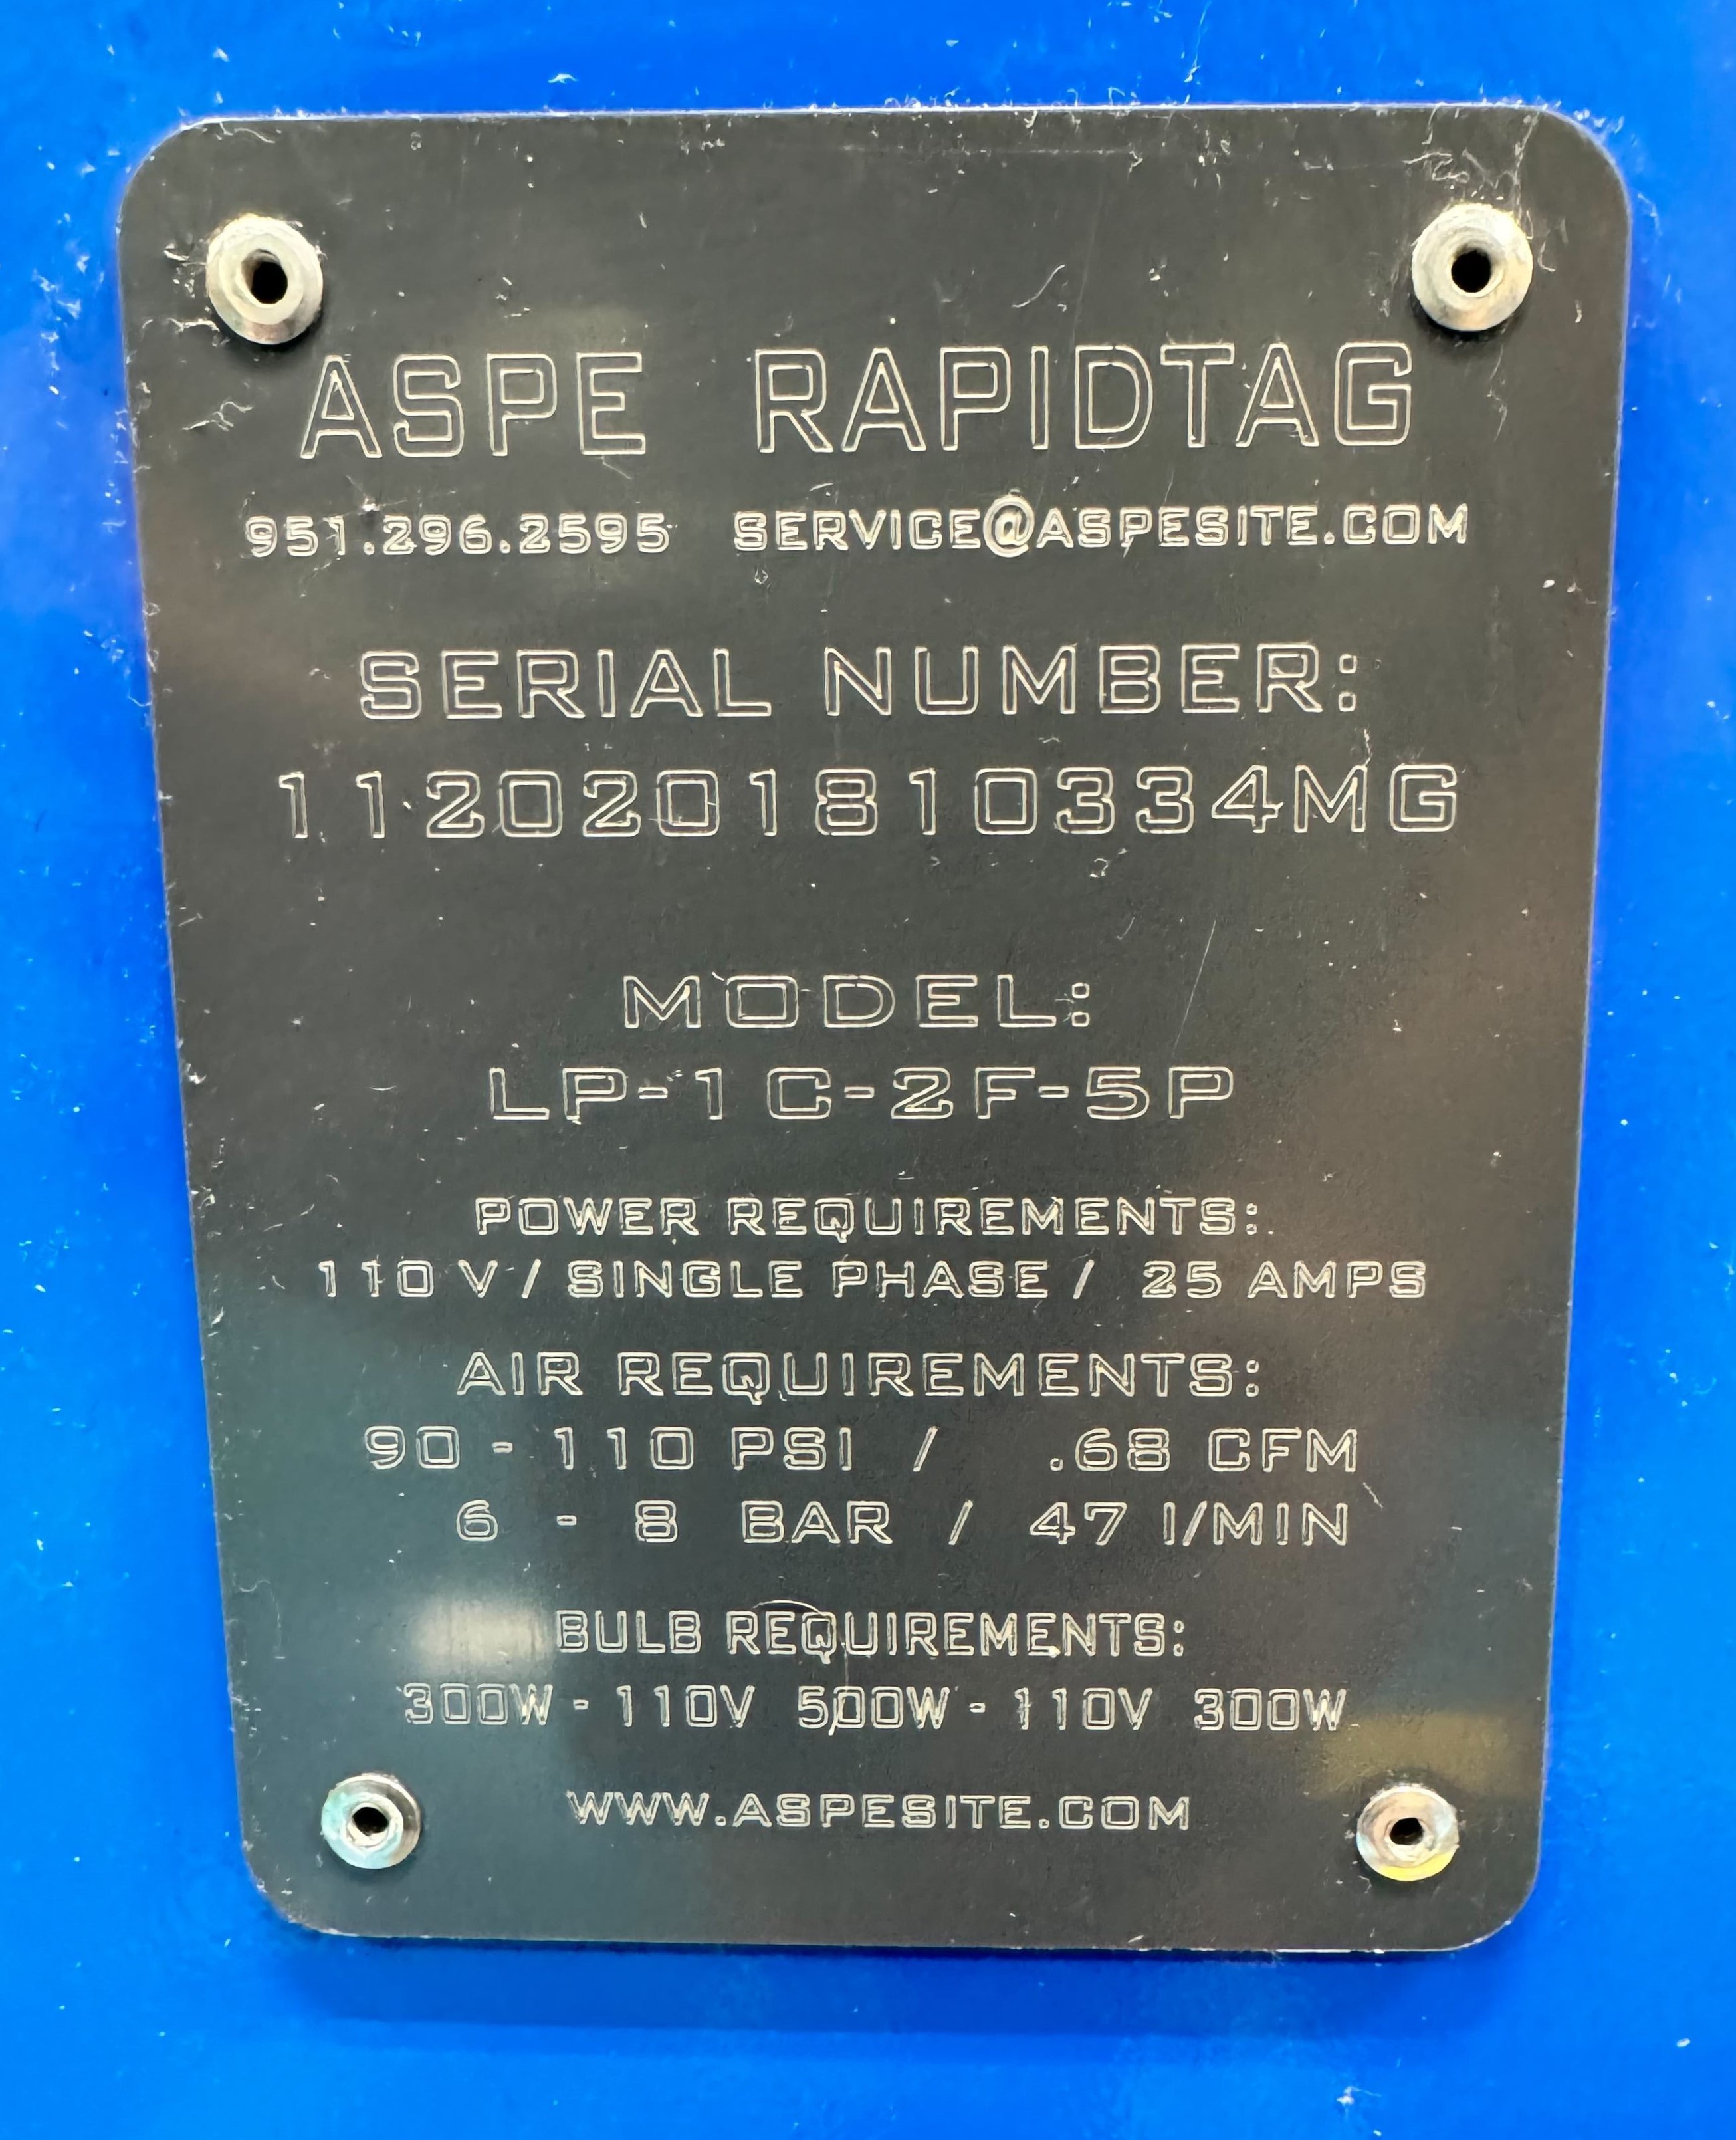 ASPE RAPIDTAG
951.296.2595 SERVICE@ASPESITE.COM
SERIAL NUMBER:
1120201810334MG
MODEL:
LP-1C-2F-5P
POWER REQUIREMENTS:
110 V / SINGLE PHASE / 25 AMPS
AIR REQUIREMENTS:
90 - 110 PSI / .68 CFM
6 - 8 BAR / 47 l/MIN
BULB REQUIREMENTS:
300W - 110V 500W - 110V 300W
WWW.ASPESITE.COM